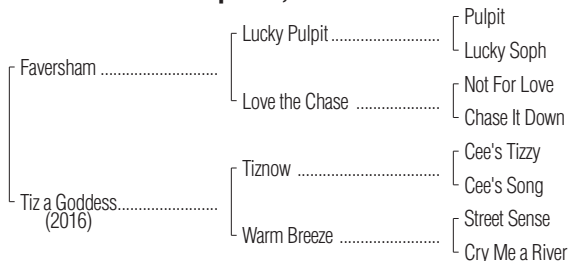 Pulpit
Lucky Pulpit
Lucky Soph
Faversham
Not For Love
Love the Chase
Chase It Down
Cee's Tizzy
Tiznow
Cee's Song
Tiz a Goddess
(2016)
Street Sense
Warm Breeze
Cry Me a River